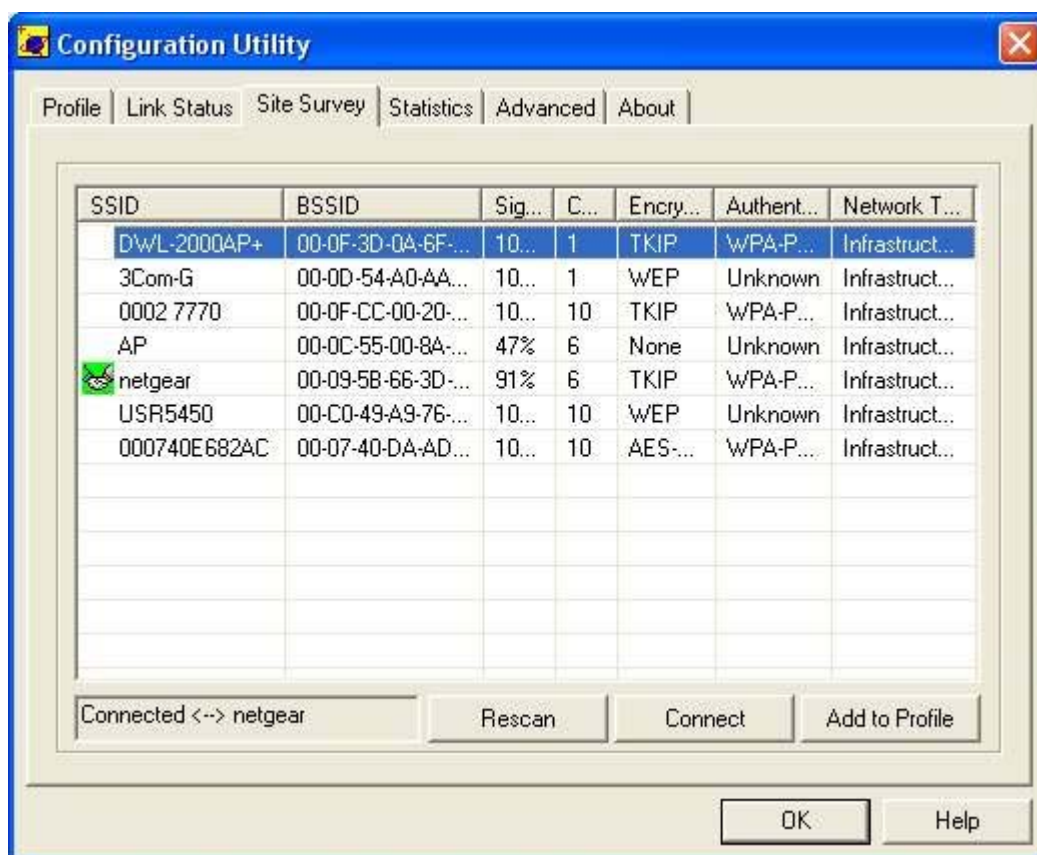 Configuration Utility
Profile Link Status Site Survey Statistics Advanced About
SSID BSSID Sig... C... Encry... Authent... Network T...
DWL-2000AP+ 00-0F-3D-0A-6F-... 10... 1 TKIP WPA-P... Infrastruct...
3Com-G 00-0D-54-A0-AA... 10... 1 WEP Unknown Infrastruct...
0002 7770 00-0F-CC-00-20-... 10... 10 TKIP WPA-P... Infrastruct...
AP 00-0C-55-00-8A-... 47% 6 None Unknown Infrastruct...
netgear 00-09-5B-66-3D-... 91% 6 TKIP WPA-P... Infrastruct...
USR5450 00-C0-49-A9-76-... 10... 10 WEP Unknown Infrastruct...
000740E682AC 00-07-40-DA-AD... 10... 10 AES-... WPA-P... Infrastruct...
Connected <--> netgear Rescan Connect Add to Profile
OK Help